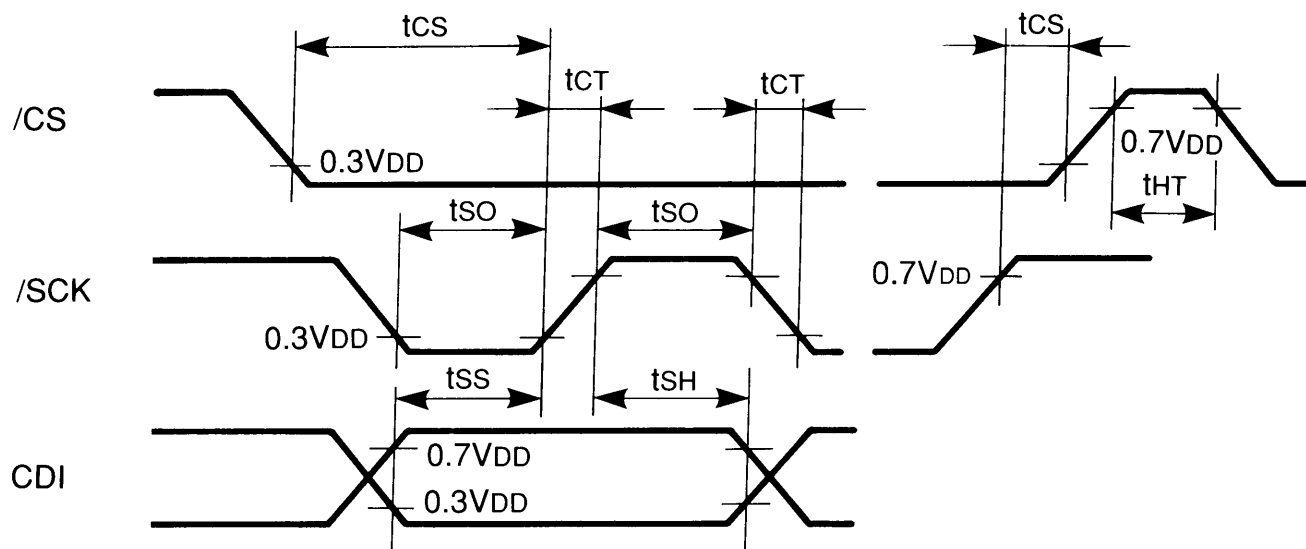 tCS
tCS
tCT
tCT
/CS
0.3VDD
0.7VDD
tHT
tSO
tSO
/SCK
0.7VDD
0.3VDD
tSS
tSH
CDI
0.7VDD
0.3VDD